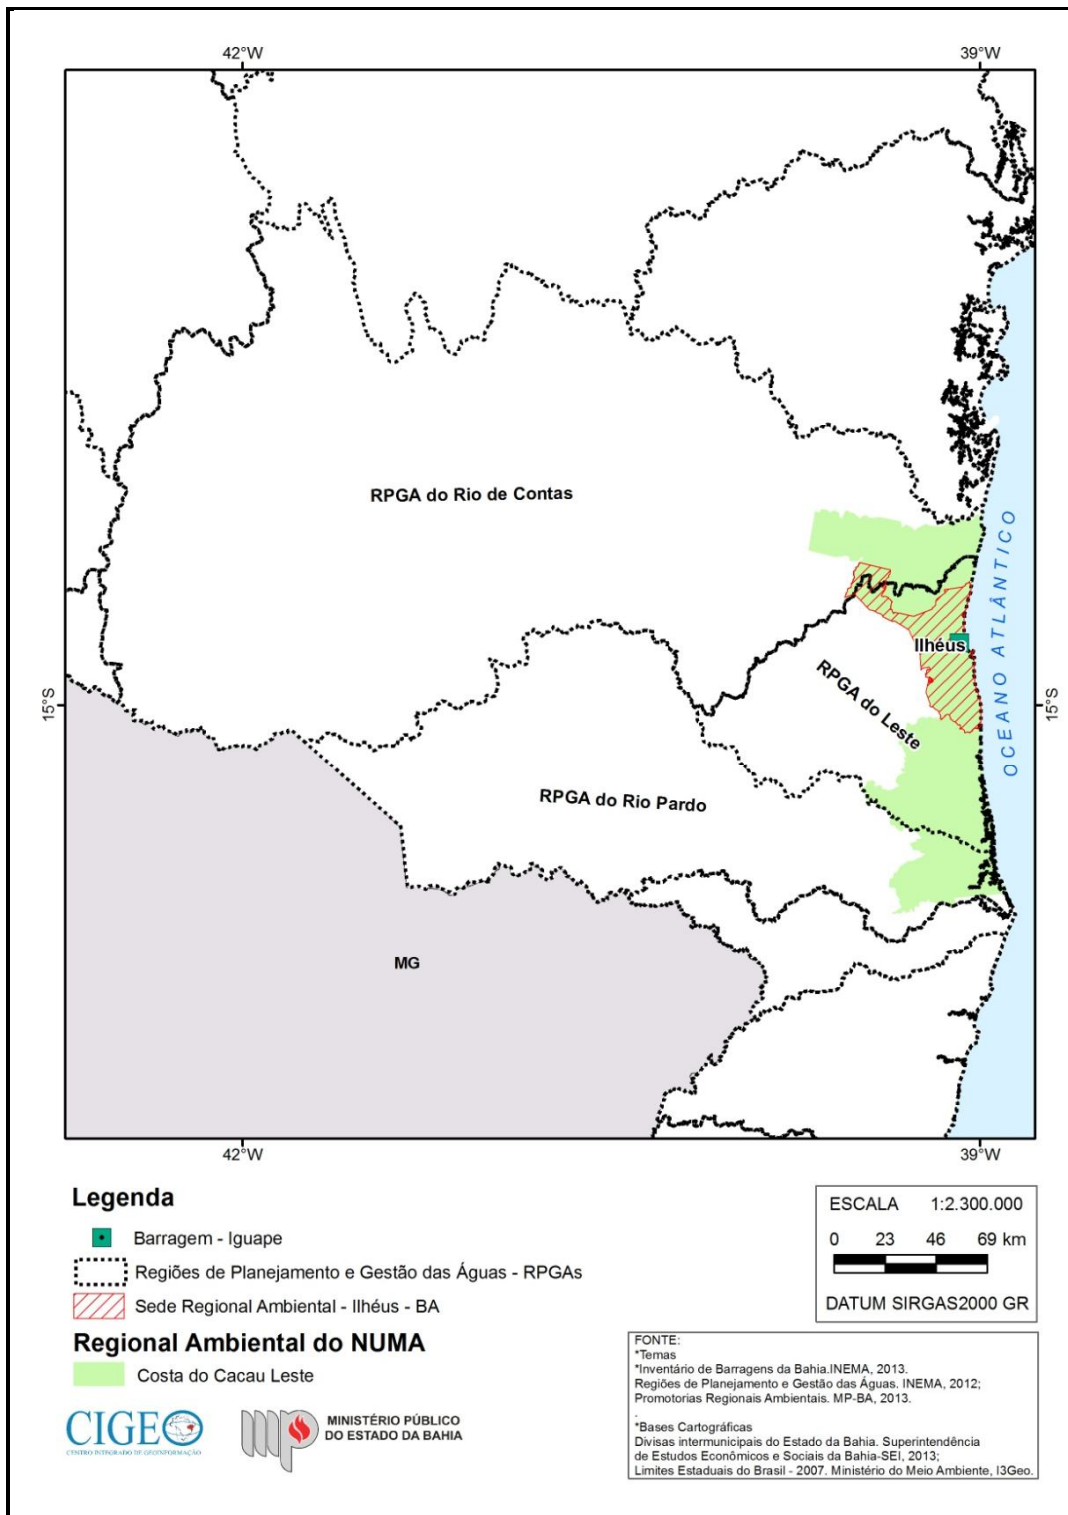 42°W
39°W
RPGA do Rio de Contas
Ilhéus
OCEANO ATLÂNTICO
RPGA do Leste
15°S
15°S
RPGA do Rio Pardo
MG
42°W
39°W
Legenda
Barragem - Iguape
Regiões de Planejamento e Gestão das Águas - RPGAs
Sede Regional Ambiental - Ilhéus - BA
Regional Ambiental do NUMA
Costa do Cacau Leste
CIGEO
CENTRO INTEGRADO DE GEOINFORMAÇÃO
mp
MINISTÉRIO PÚBLICO
DO ESTADO DA BAHIA
ESCALA 1:2.300.000
0 23 46 69 km
DATUM SIRGAS2000 GR
FONTE:
*Temas
*Inventário de Barragens da Bahia.INEMA, 2013.
Regiões de Planejamento e Gestão das Águas. INEMA, 2012;
Promotorias Regionais Ambientais. MP-BA, 2013.
.
*Bases Cartográficas
Divisas intermunicipais do Estado da Bahia. Superintendência
de Estudos Econômicos e Sociais da Bahia-SEI, 2013;
Limites Estaduais do Brasil - 2007. Ministério do Meio Ambiente, I3Geo.